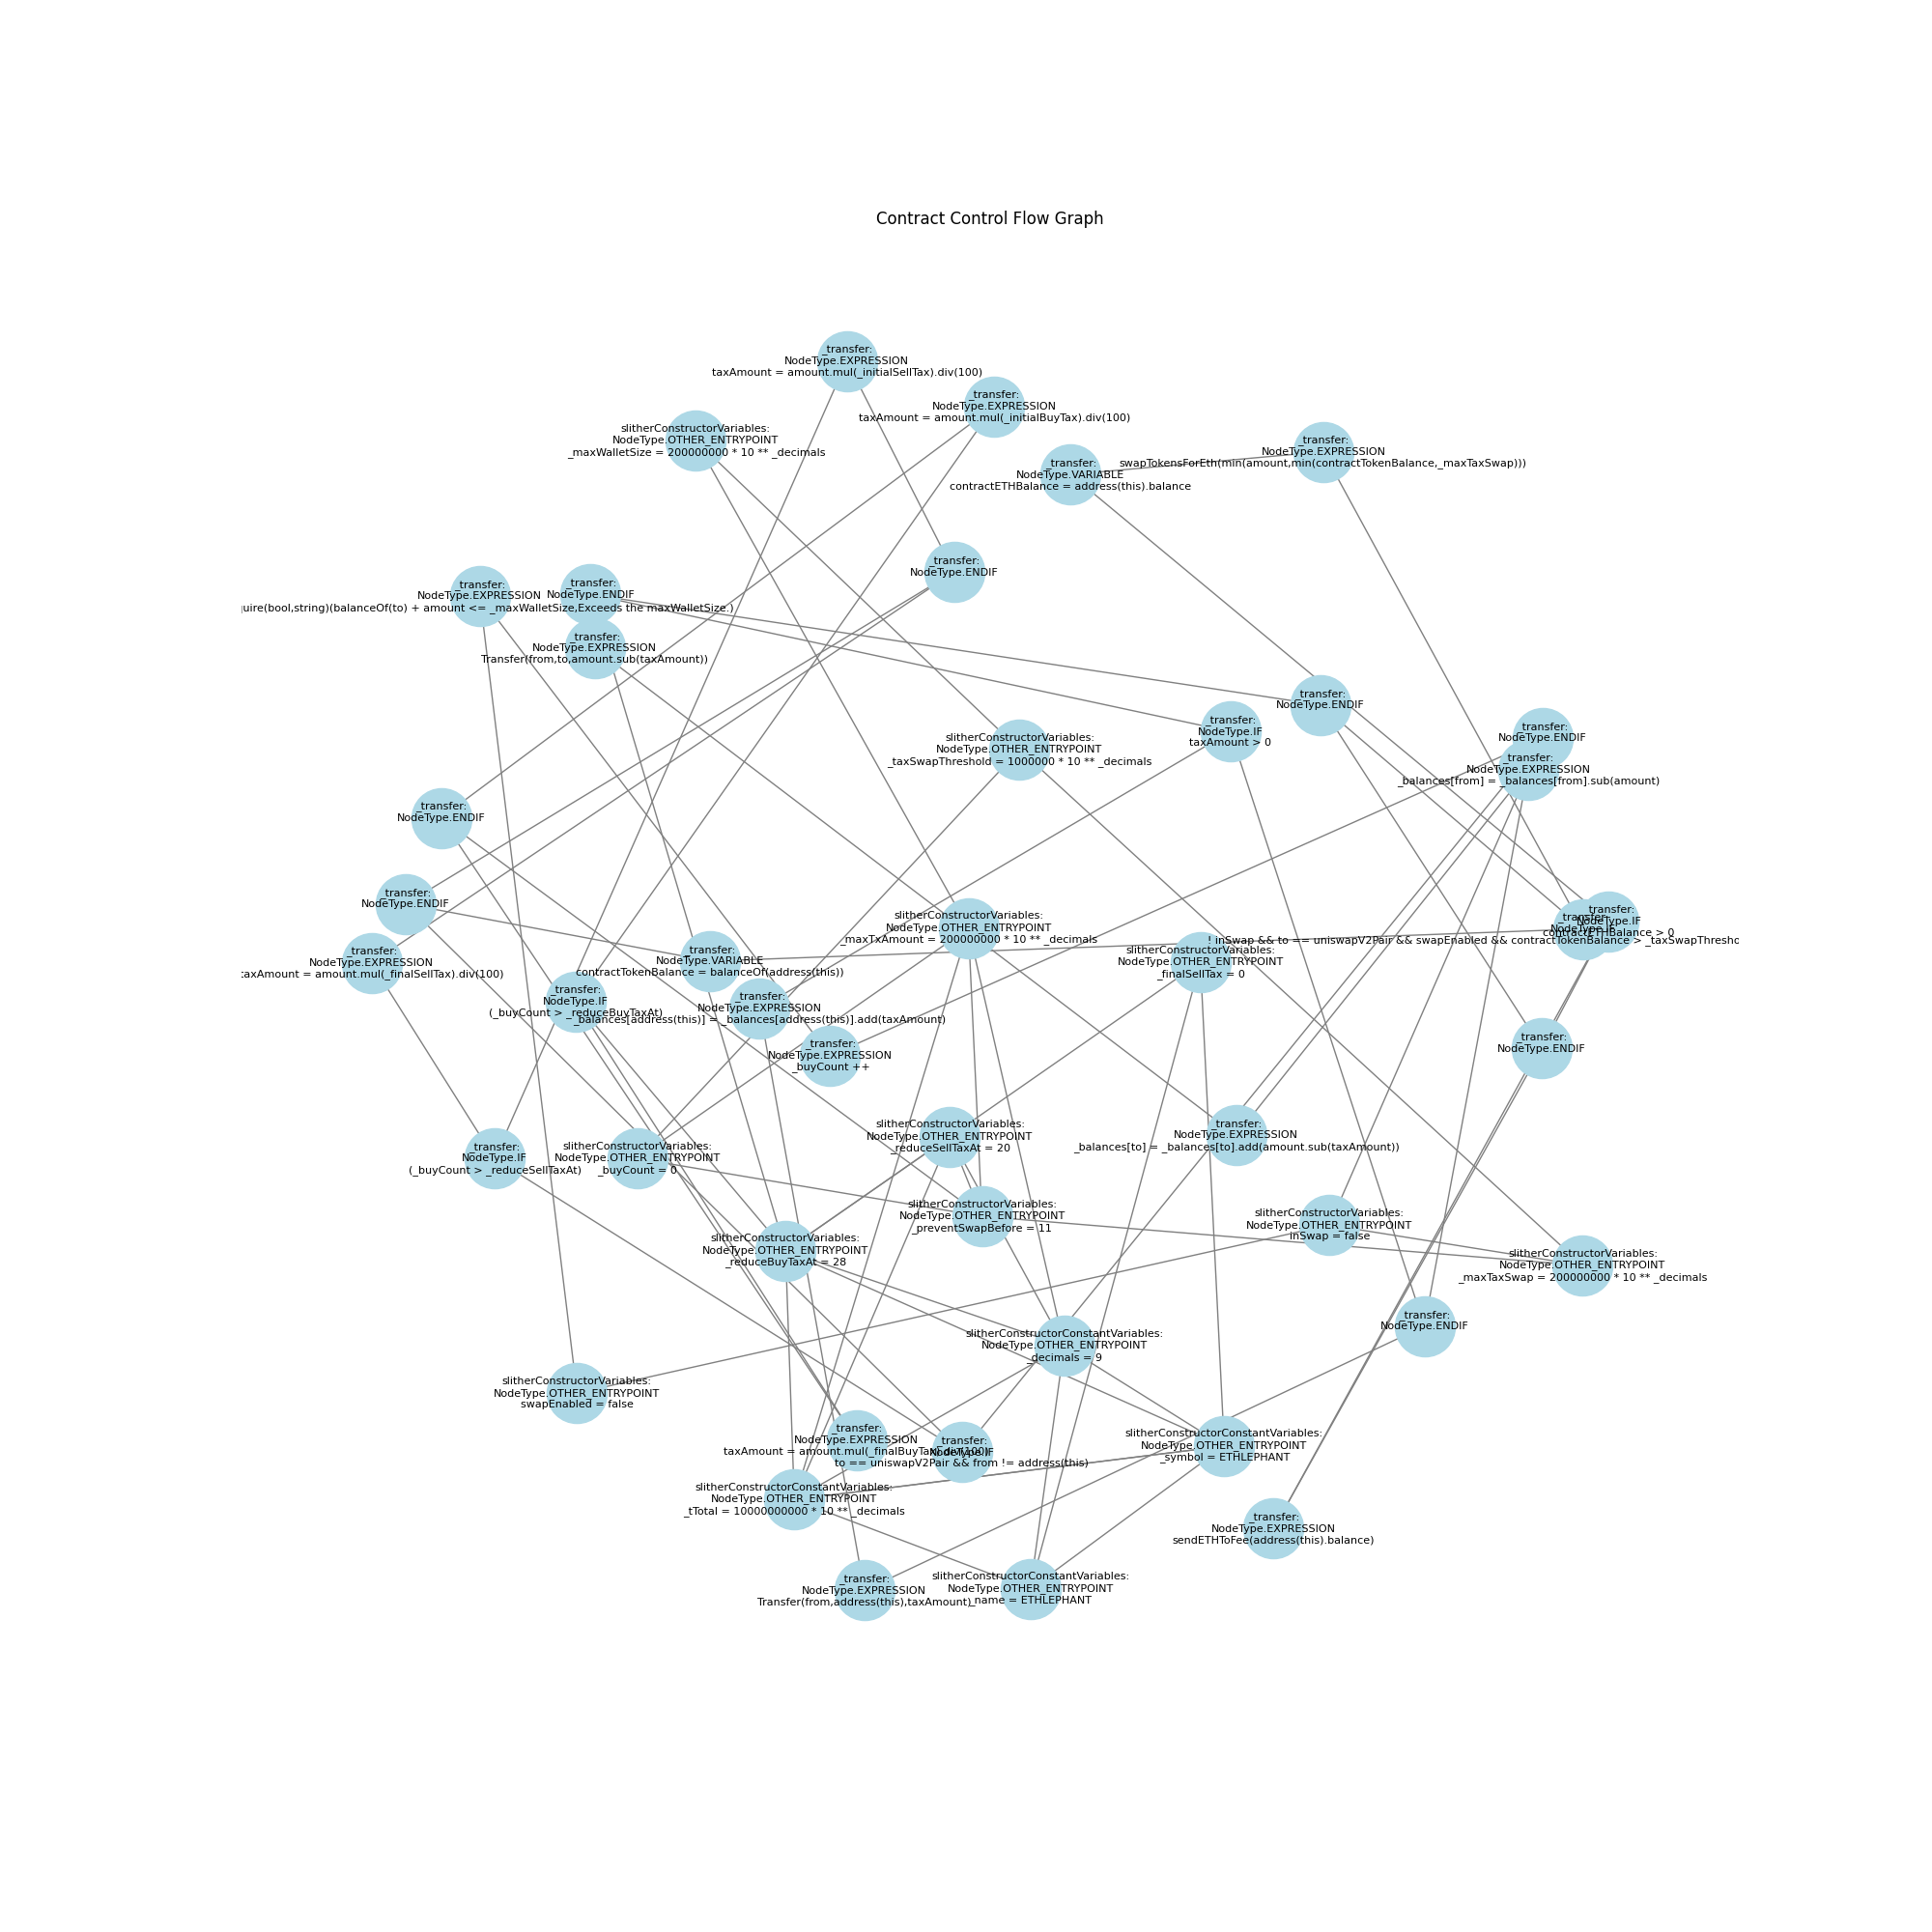 Contract Control Flow Graph
_transfer:
NodeType.EXPRESSION
taxAmount = amount.mul(_initialSellTax).div(100)
_transfer:
NodeType.EXPRESSION
taxAmount = amount.mul(_initialBuyTax).div(100)
slitherConstructorVariables:
NodeType.OTHER_ENTRYPOINT
_maxWalletSize = 200000000 * 10 ** _decimals
_transfer:
NodeType.EXPRESSION
swapTokensForEth(min(amount,min(contractTokenBalance,_maxTaxSwap)))
_transfer:
NodeType.VARIABLE
contractETHBalance = address(this).balance
_transfer:
NodeType.ENDIF
_transfer:
NodeType.EXPRESSION
uire(bool,string)(balanceOf(to) + amount <= _maxWalletSize,Exceeds the maxWalletSize.)
_transfer:
NodeType.ENDIF
_transfer:
NodeType.EXPRESSION
Transfer(from,to,amount.sub(taxAmount))
_transfer:
NodeType.ENDIF
_transfer:
NodeType.IF
taxAmount > 0
slitherConstructorVariables:
NodeType.OTHER_ENTRYPOINT
_taxSwapThreshold = 1000000 * 10 ** _decimals
_transfer:
NodeType.ENDIF
_transfer:
NodeType.EXPRESSION
_balances[from] = _balances[from].sub(amount)
_transfer:
NodeType.ENDIF
_transfer:
NodeType.ENDIF
_transfer:
NodeType.EXPRESSION
taxAmount = amount.mul(_finalSellTax).div(100)
slitherConstructorVariables:
NodeType.OTHER_ENTRYPOINT
_maxTxAmount = 200000000 * 10 ** _decimals
_transfer:
NodeType.IF
contractETHBalance > 0
_transfer:
NodeType.IF
! inSwap && to == uniswapV2Pair && swapEnabled && contractTokenBalance > _taxSwapThresho
_transfer:
NodeType.VARIABLE
contractTokenBalance = balanceOf(address(this))
slitherConstructorVariables:
NodeType.OTHER_ENTRYPOINT
_finalSellTax = 0
_transfer:
NodeType.IF
(_buyCount > _reduceBuyTaxAt)
_transfer:
NodeType.EXPRESSION
_balances[address(this)] = _balances[address(this)].add(taxAmount)
_transfer:
NodeType.EXPRESSION
_buyCount ++
_transfer:
NodeType.ENDIF
_transfer:
NodeType.IF
(_buyCount > _reduceSellTaxAt)
slitherConstructorVariables:
NodeType.OTHER_ENTRYPOINT
_buyCount = 0
slitherConstructorVariables:
NodeType.OTHER_ENTRYPOINT
_reduceSellTaxAt = 20
_transfer:
NodeType.EXPRESSION
_balances[to] = _balances[to].add(amount.sub(taxAmount))
slitherConstructorVariables:
NodeType.OTHER_ENTRYPOINT
_preventSwapBefore = 11
slitherConstructorVariables:
NodeType.OTHER_ENTRYPOINT
inSwap = false
slitherConstructorVariables:
NodeType.OTHER_ENTRYPOINT
_reduceBuyTaxAt = 28
slitherConstructorVariables:
NodeType.OTHER_ENTRYPOINT
_maxTaxSwap = 200000000 * 10 ** _decimals
_transfer:
NodeType.ENDIF
slitherConstructorConstantVariables:
NodeType.OTHER_ENTRYPOINT
_decimals = 9
slitherConstructorVariables:
NodeType.OTHER_ENTRYPOINT
swapEnabled = false
_transfer:
NodeType.EXPRESSION
taxAmount = amount.mul(_finalBuyTax).div(100)
_transfer:
NodeType.IF
to == uniswapV2Pair && from != address(this)
slitherConstructorConstantVariables:
NodeType.OTHER_ENTRYPOINT
_symbol = ETHLEPHANT
slitherConstructorConstantVariables:
NodeType.OTHER_ENTRYPOINT
_tTotal = 10000000000 * 10 ** _decimals
_transfer:
NodeType.EXPRESSION
sendETHToFee(address(this).balance)
_transfer:
NodeType.EXPRESSION
Transfer(from,address(this),taxAmount)
slitherConstructorConstantVariables:
NodeType.OTHER_ENTRYPOINT
_name = ETHLEPHANT